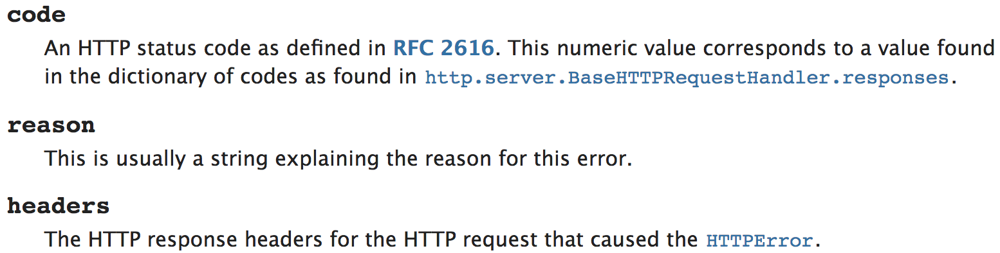 code
An HTTP status code as defined in RFC 2616. This numeric value corresponds to a value found
in the dictionary of codes as found in http.server.BaseHTTPRequestHandler.responses.
reason
This is usually a string explaining the reason for this error.
headers
The HTTP response headers for the HTTP request that caused the HTTPError.